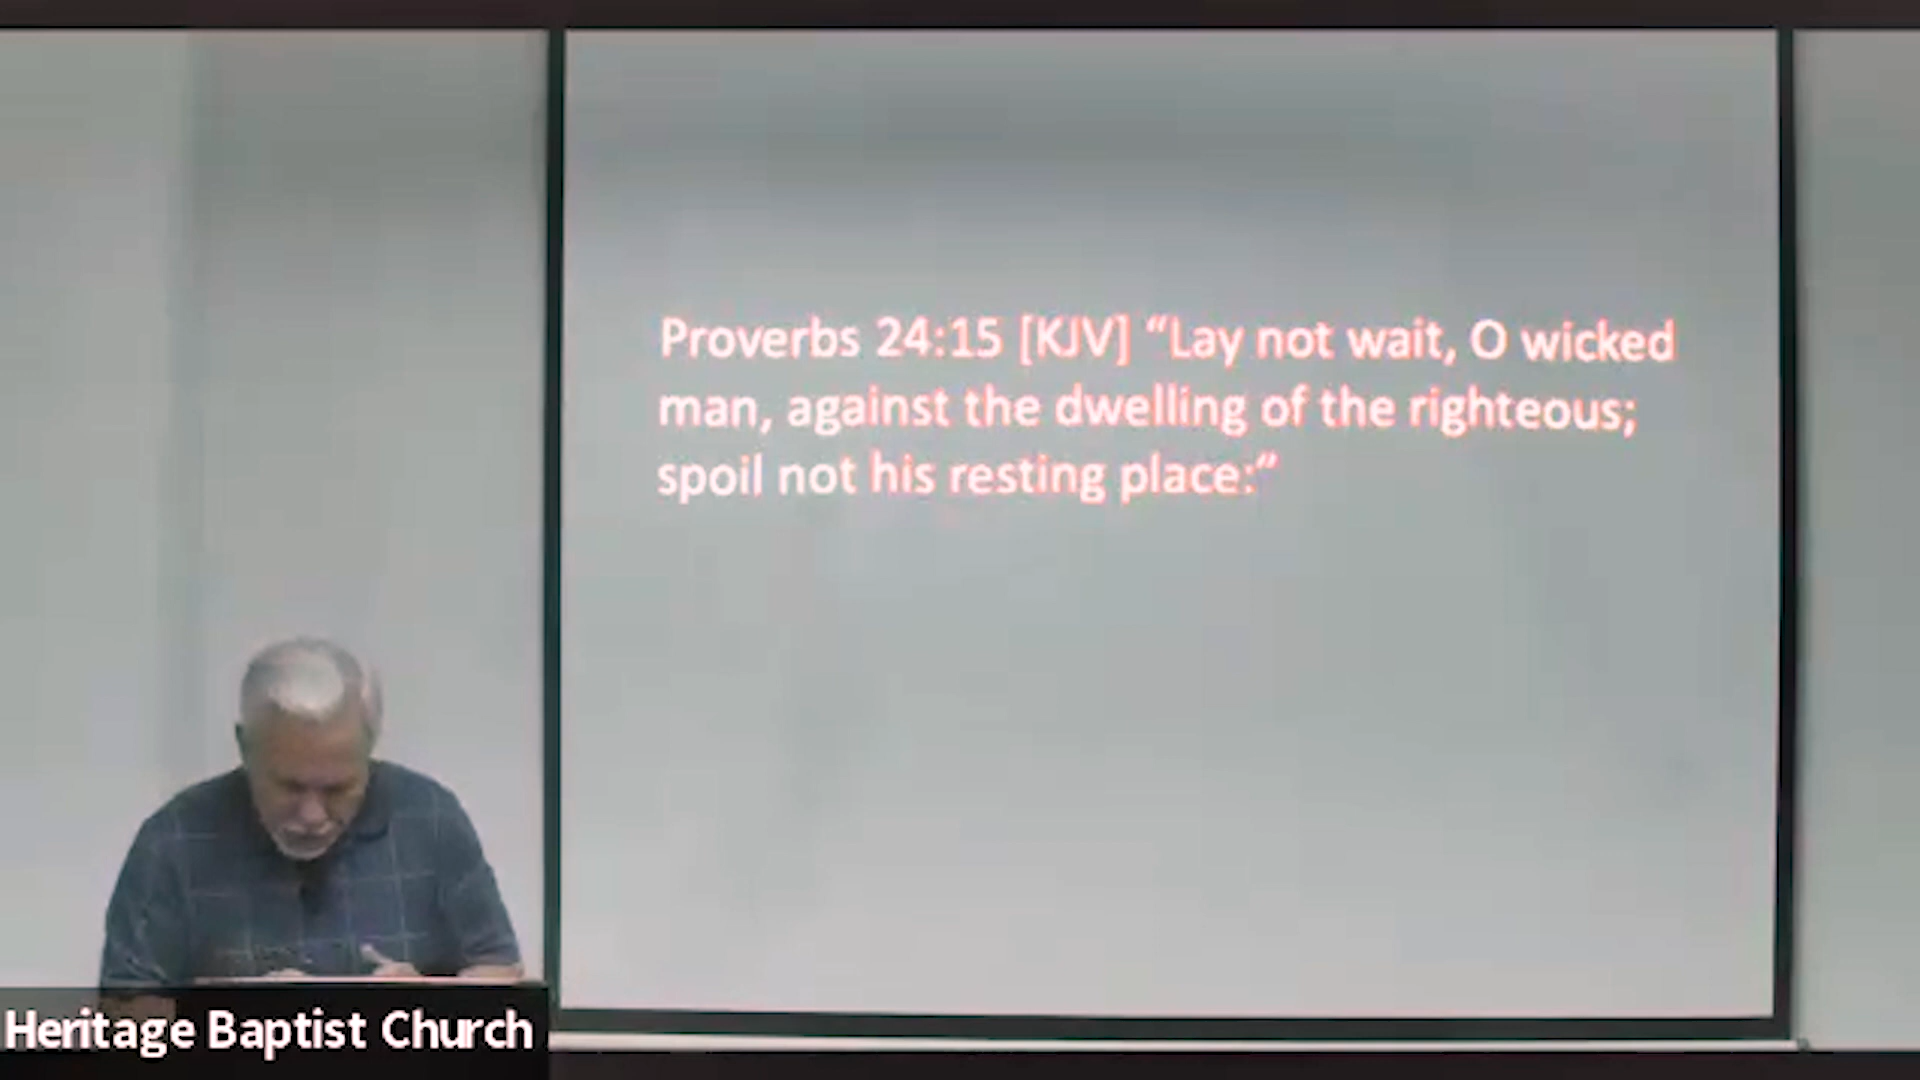 Proverbs 24:15 [KJV] “Lay not wait, O wicked
man, against the dwelling of the righteous;
spoil not his resting place:”
Heritage Baptist Church